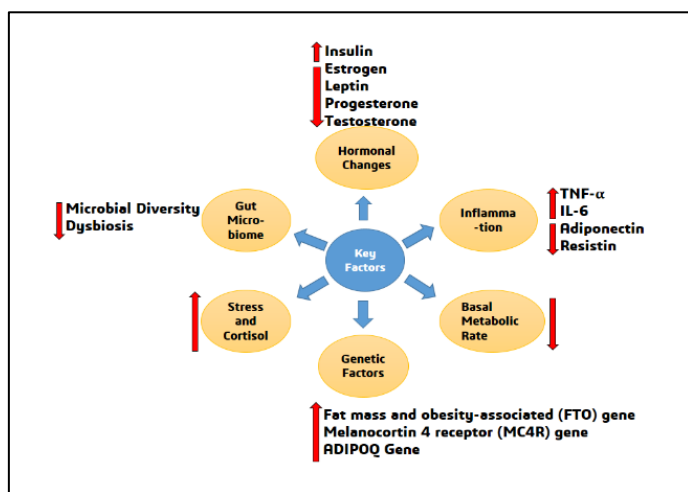 Insulin
Estrogen
Leptin
Progesterone
Testosterone
Hormonal
Changes
Microbial Diversity
Dysbiosis
Gut
Micro-
biome
Inflamma
-tion
TNF-α
IL-6
Adiponectin
Resistin
Key
Factors
Stress
and
Cortisol
Basal
Metabolic
Rate
Genetic
Factors
Fat mass and obesity-associated (FTO) gene
Melanocortin 4 receptor (MC4R) gene
ADIPOQ Gene